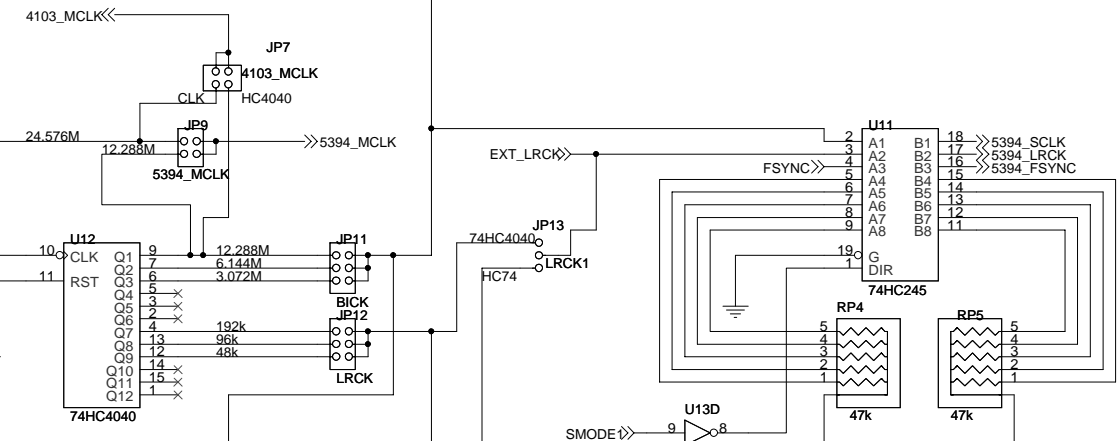 4103_MCLK
JP7
4103_MCLK
CLK HC4040
JP9
24.576M
12.288M
5394_MCLK
5394_MCLK
U11
EXT_LRCK
FSYNC
2 A1 B1 18 5394_SCLK
3 A2 B2 17 5394_LRCK
4 A3 B3 16 5394_FSYNC
5 A4 B4 15
6 A5 B5 14
7 A6 B6 13
8 A7 B7 12
9 A8 B8 11
19 G
1 DIR
74HC245
JP13
74HC4040
LRCK1
HC74
U12
10 CLK Q1 9 12.288M
Q2 7 6.144M
11 RST Q3 6 3.072M
Q4 5
Q5 3
Q6 2
Q7 4 192k
Q8 13 96k
Q9 12 48k
Q10 14
Q11 15
Q12 1
74HC4040
JP11
BICK
JP12
LRCK
RP4
5
4
3
2
1
47k
RP5
5
4
3
2
1
47k
U13D
SMODE1 9 8